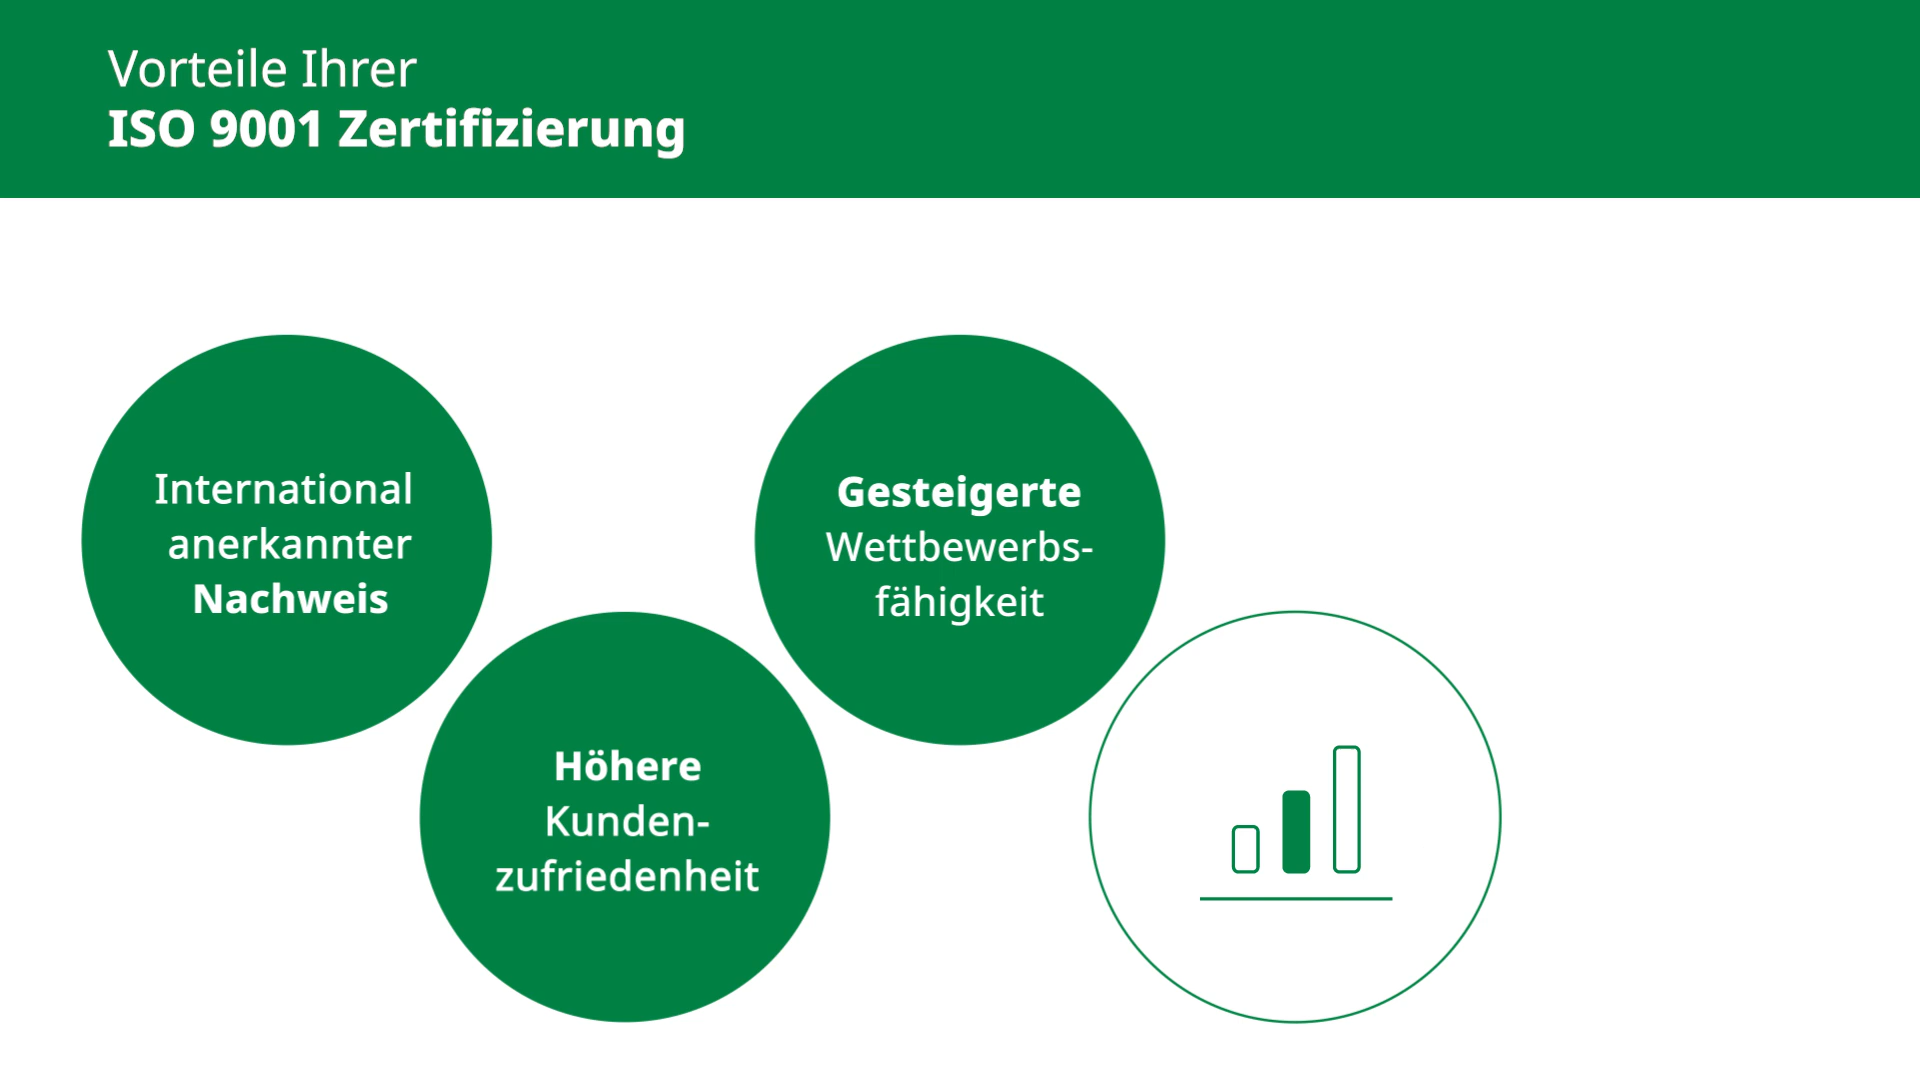 Vorteile Ihrer
ISO 9001 Zertifizierung
International
anerkannter
Nachweis
Höhere
Kunden-
zufriedenheit
Gesteigerte
Wettbewerbs-
fähigkeit